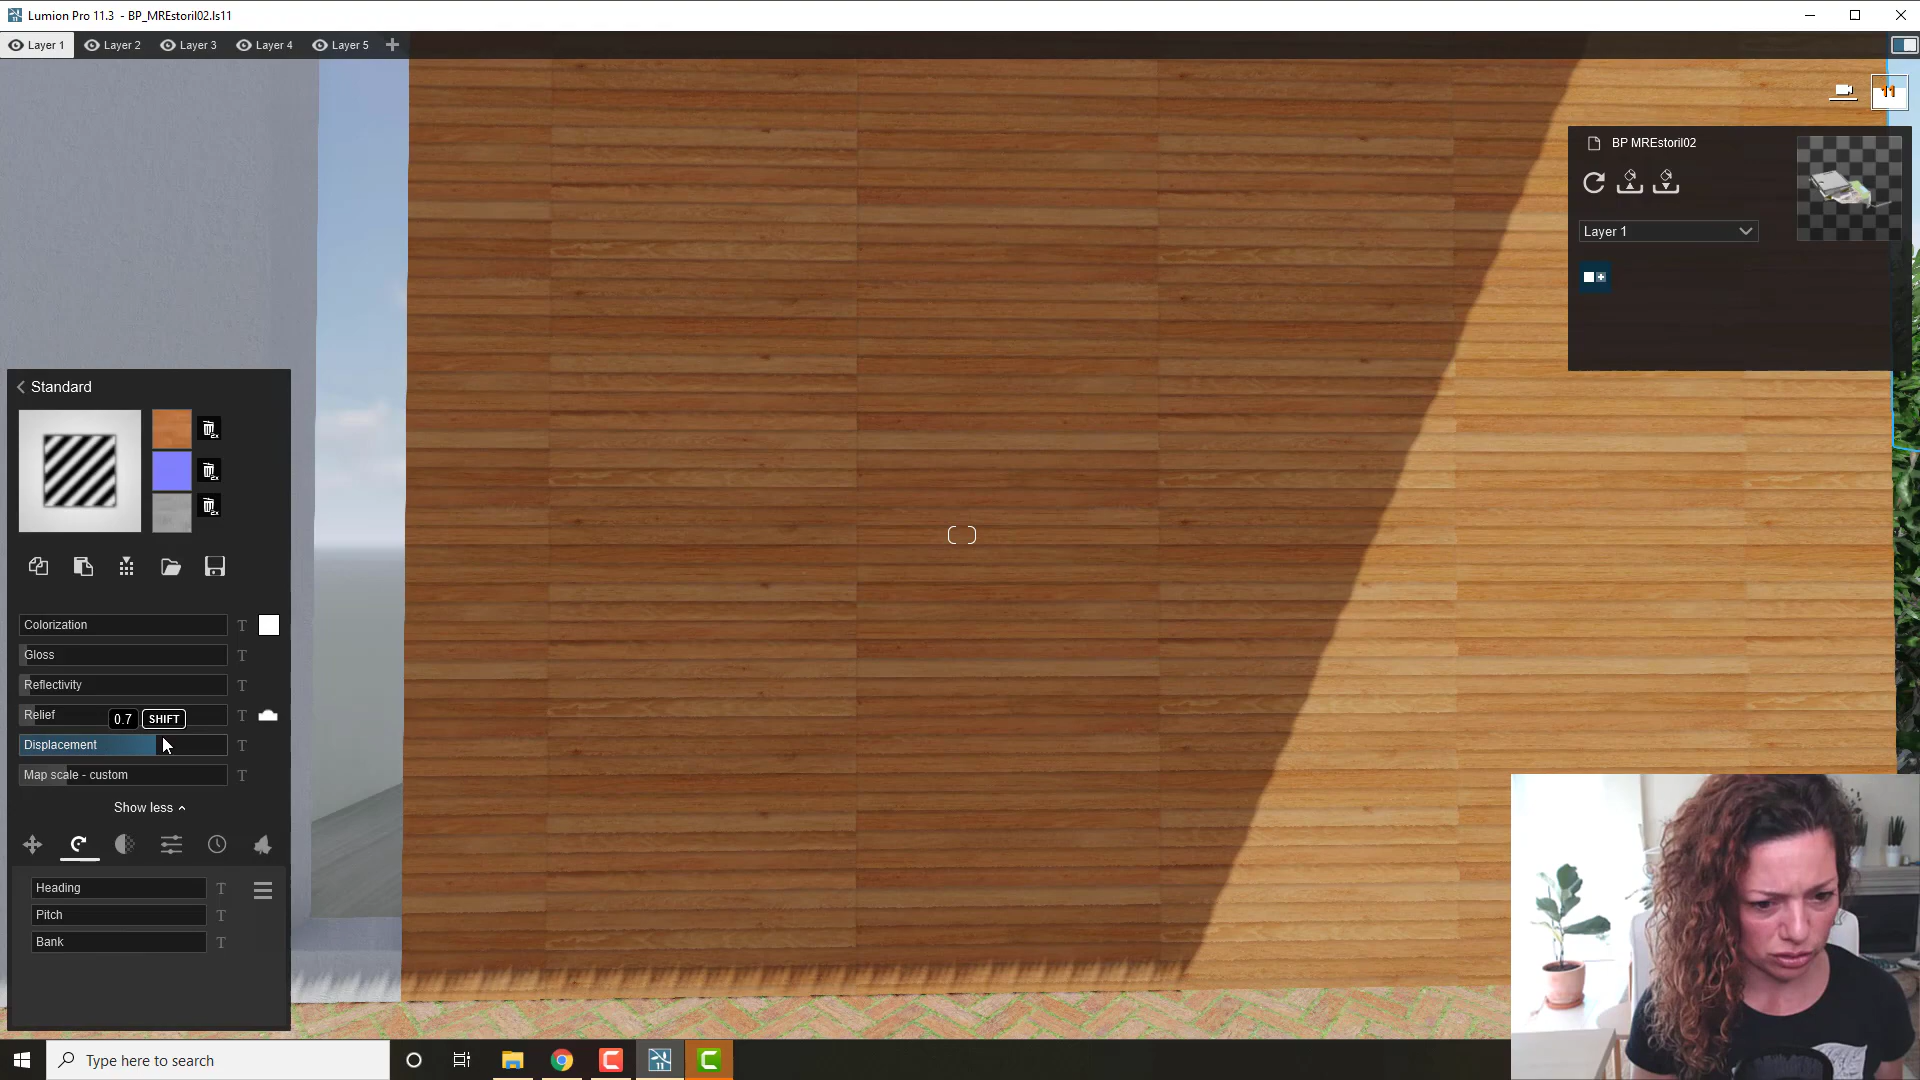 Lumion Pro 11.3 - BP_MREstoril02.ls11
Layer 1
Layer 2
Layer 3
Layer 4
Layer 5
11
BP MREstoril02
Layer 1
Standard
Colorization
T
Gloss
T
Reflectivity
T
Relief
0.7
SHIFT
T
Displacement
T
Map scale - custom
T
Show less
Heading
T
Pitch
T
Bank
T
Type here to search
11